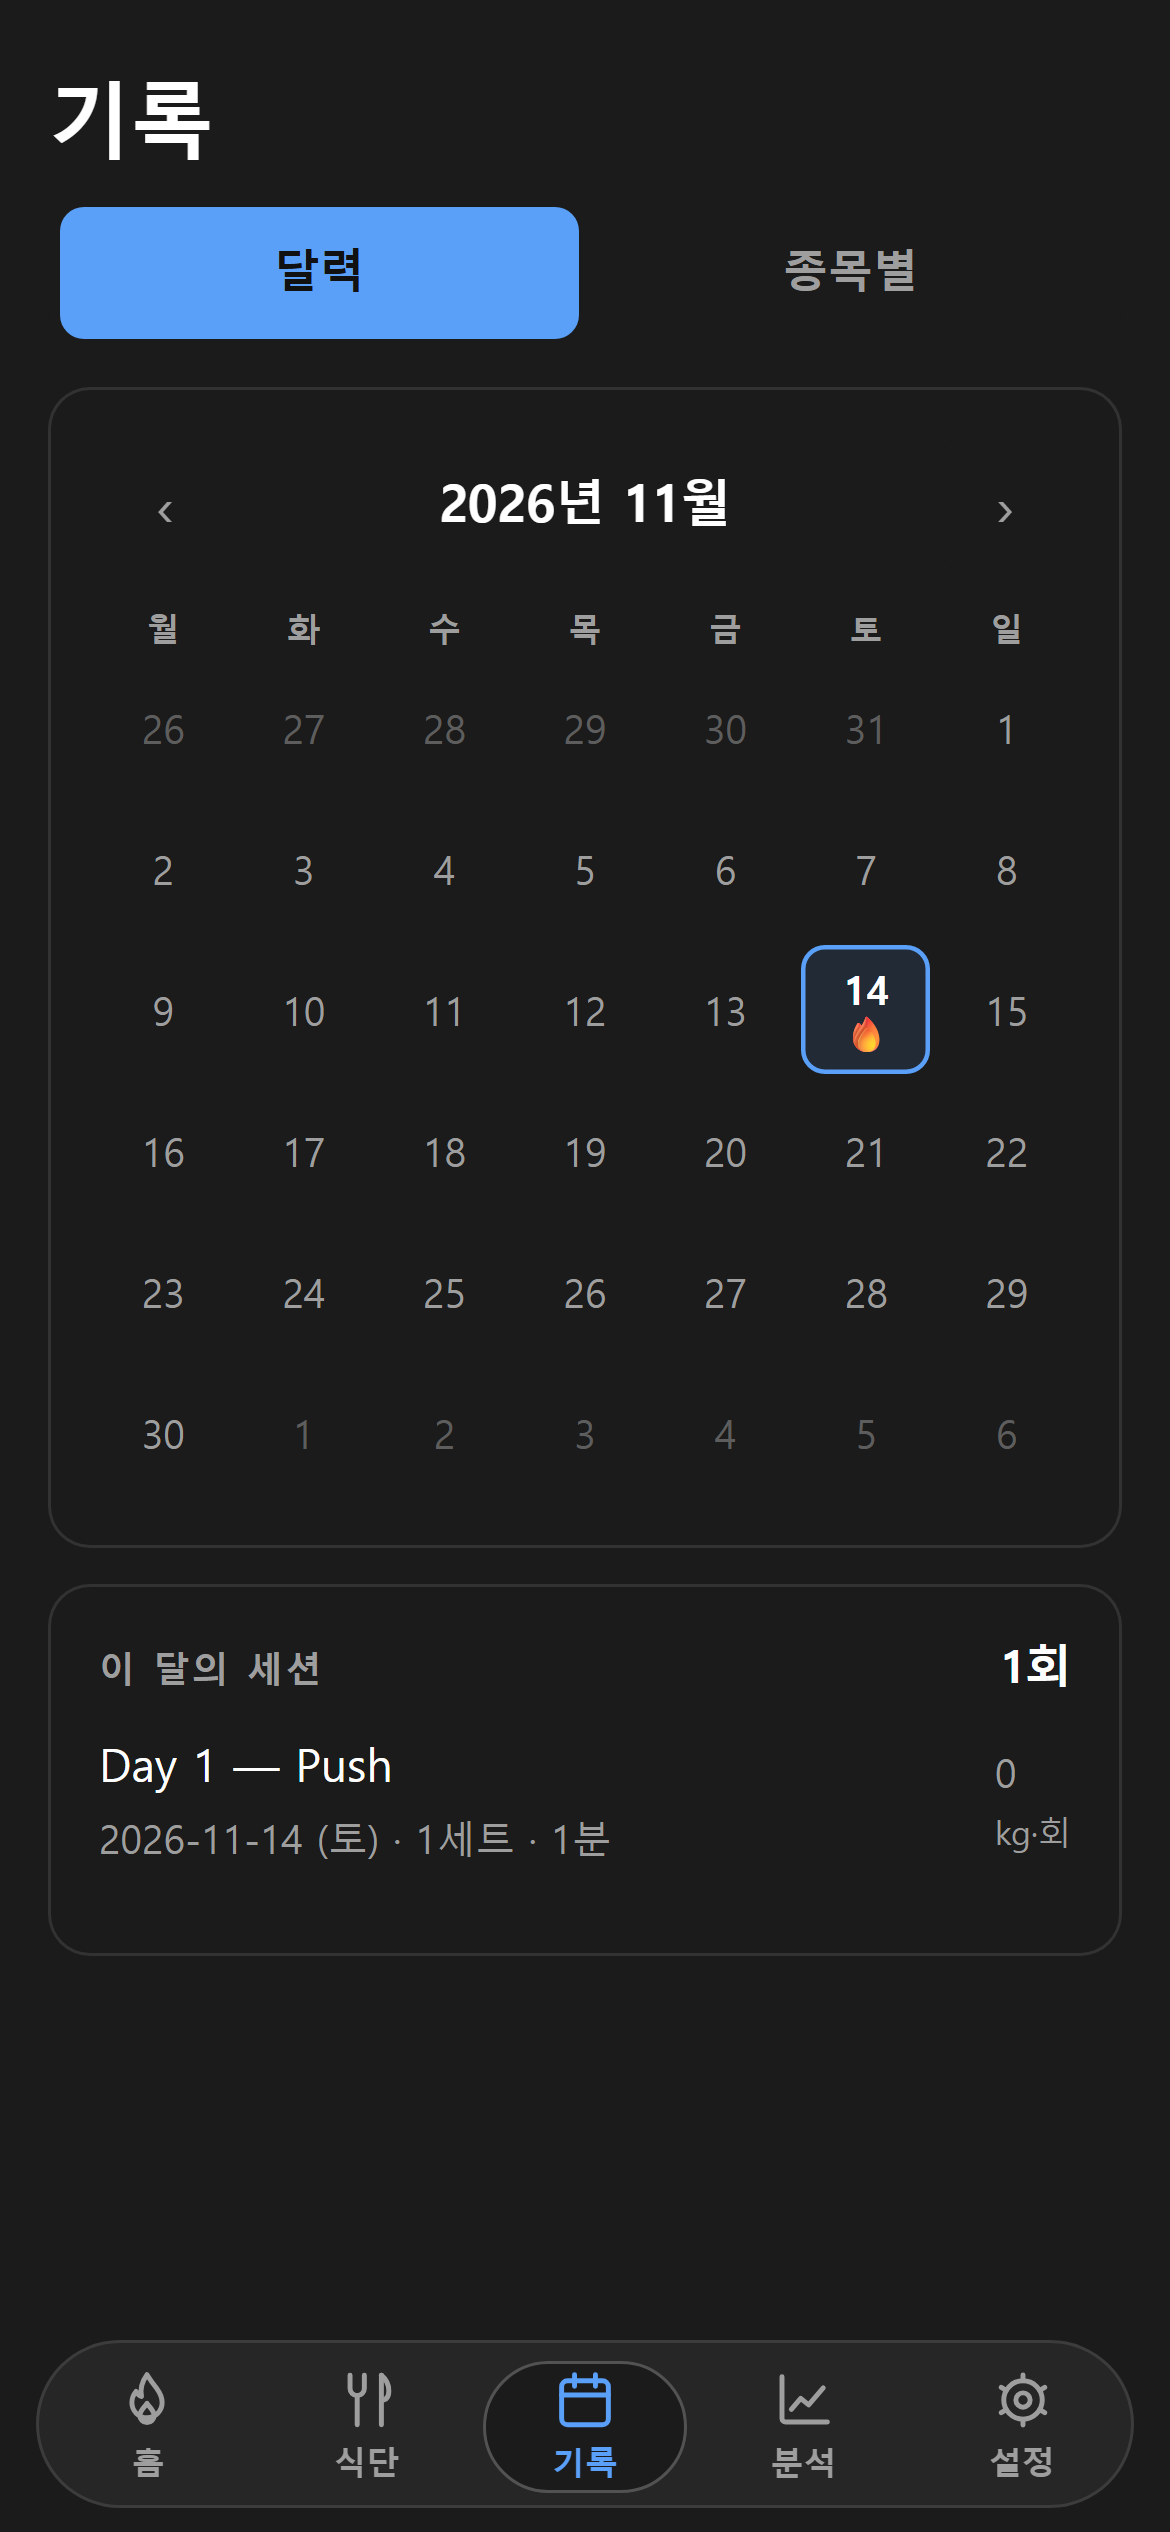 기록
달력 종목별
‹ 2026년 11월 ›
월 화 수 목 금 토 일
26 27 28 29 30 31 1
2 3 4 5 6 7 8
9 10 11 12 13 14 15
16 17 18 19 20 21 22
23 24 25 26 27 28 29
30 1 2 3 4 5 6
이 달의 세션 1회
Day 1 — Push 0
2026-11-14 (토) · 1세트 · 1분 kg·회
홈 식단 기록 분석 설정